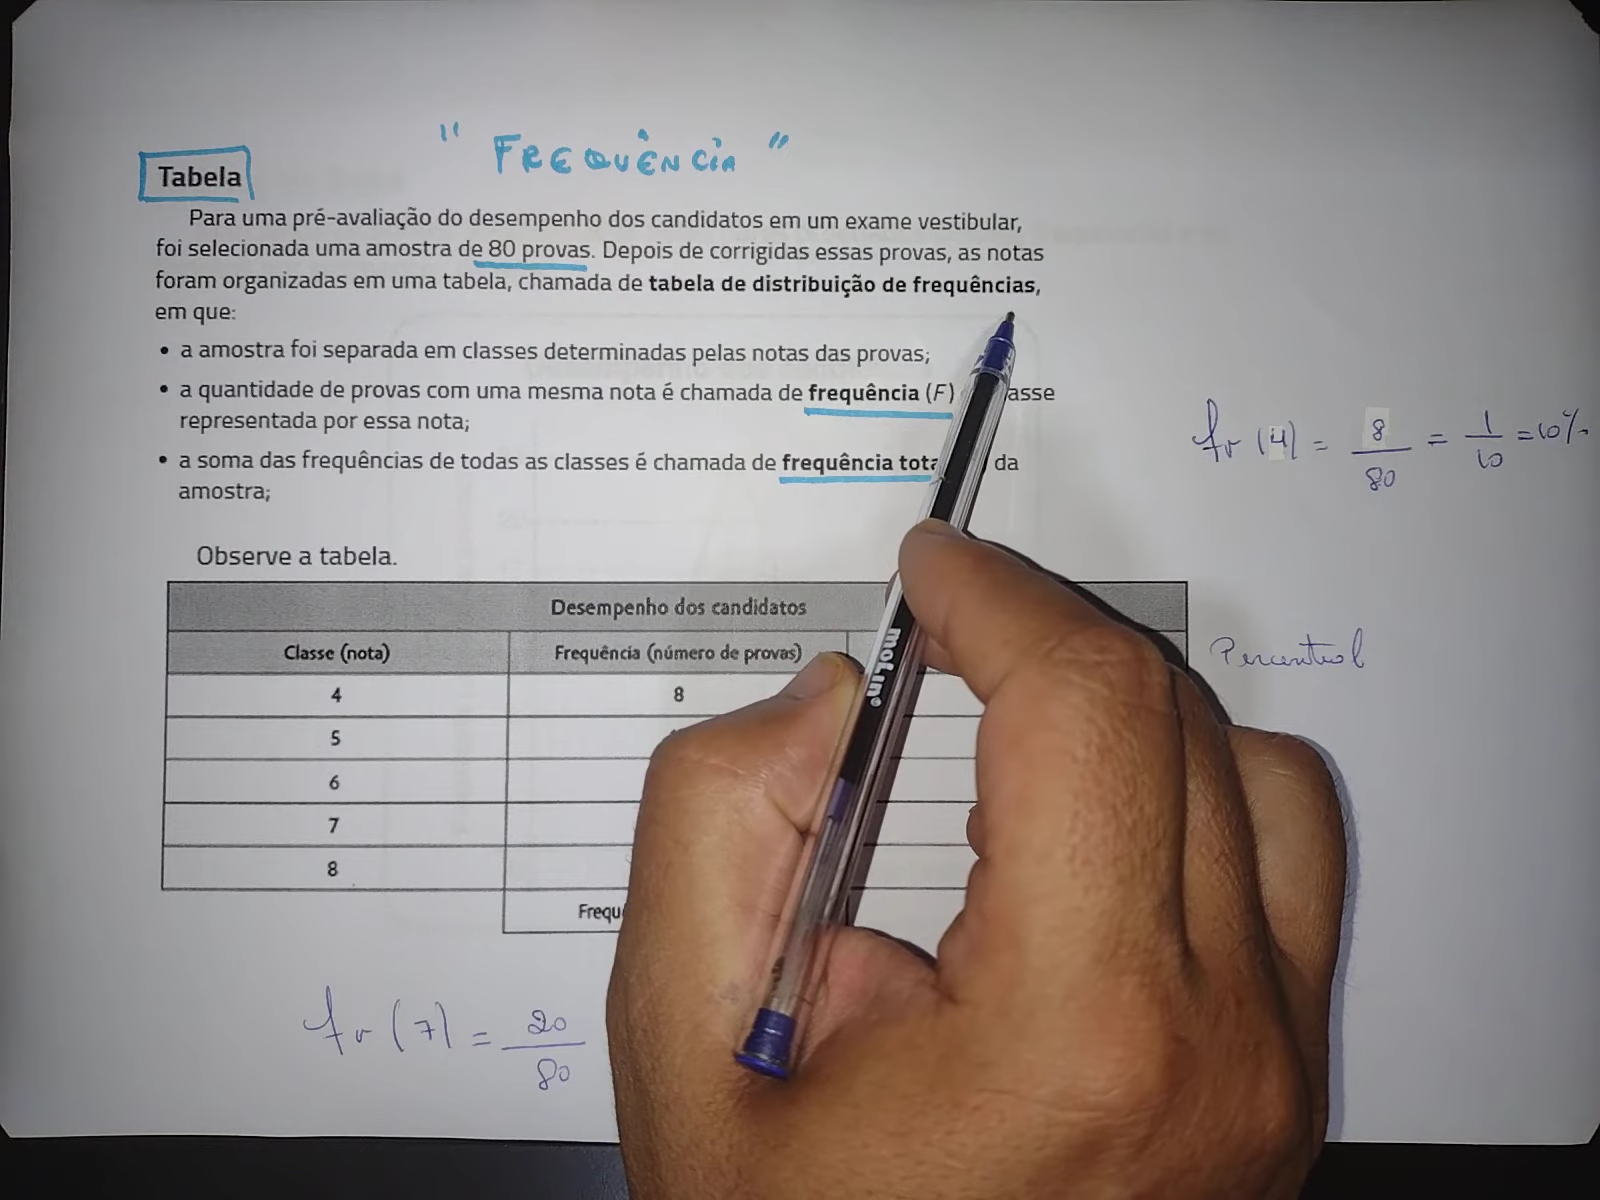 " FREQUÊNCIA "
Tabela
Para uma pré-avaliação do desempenho dos candidatos em um exame vestibular,
foi selecionada uma amostra de 80 provas. Depois de corrigidas essas provas, as notas
foram organizadas em uma tabela, chamada de tabela de distribuição de frequências,
em que:
• a amostra foi separada em classes determinadas pelas notas das provas;
• a quantidade de provas com uma mesma nota é chamada de frequência (F)
representada por essa nota;
• a soma das frequências de todas as classes é chamada de frequência da
amostra;
fr (4) = 8/80 = 1/10 = 10%
Observe a tabela.
Desempenho dos candidatos
Classe (nota) Frequência (número de provas)
Percentual
4 8
5
6
7
8
fr (7) = 20/80
molin®